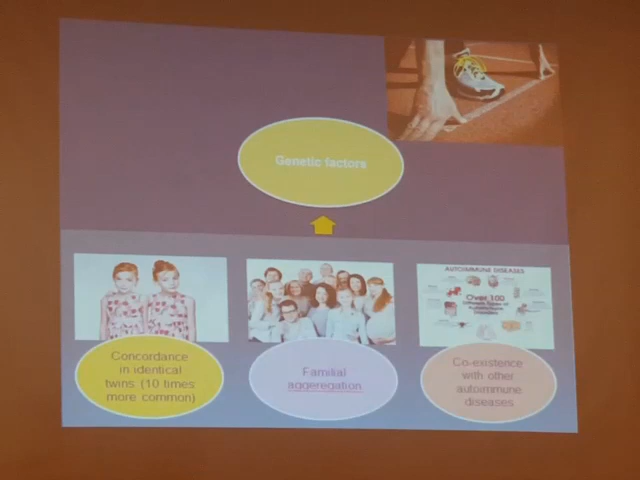 Genetic factors
AUTOIMMUNE DISEASES
Over 100
Concordance
in identical
twins (10 times
more common)
Familial
aggeregation
Co-existence
with other
autoimmune
diseases